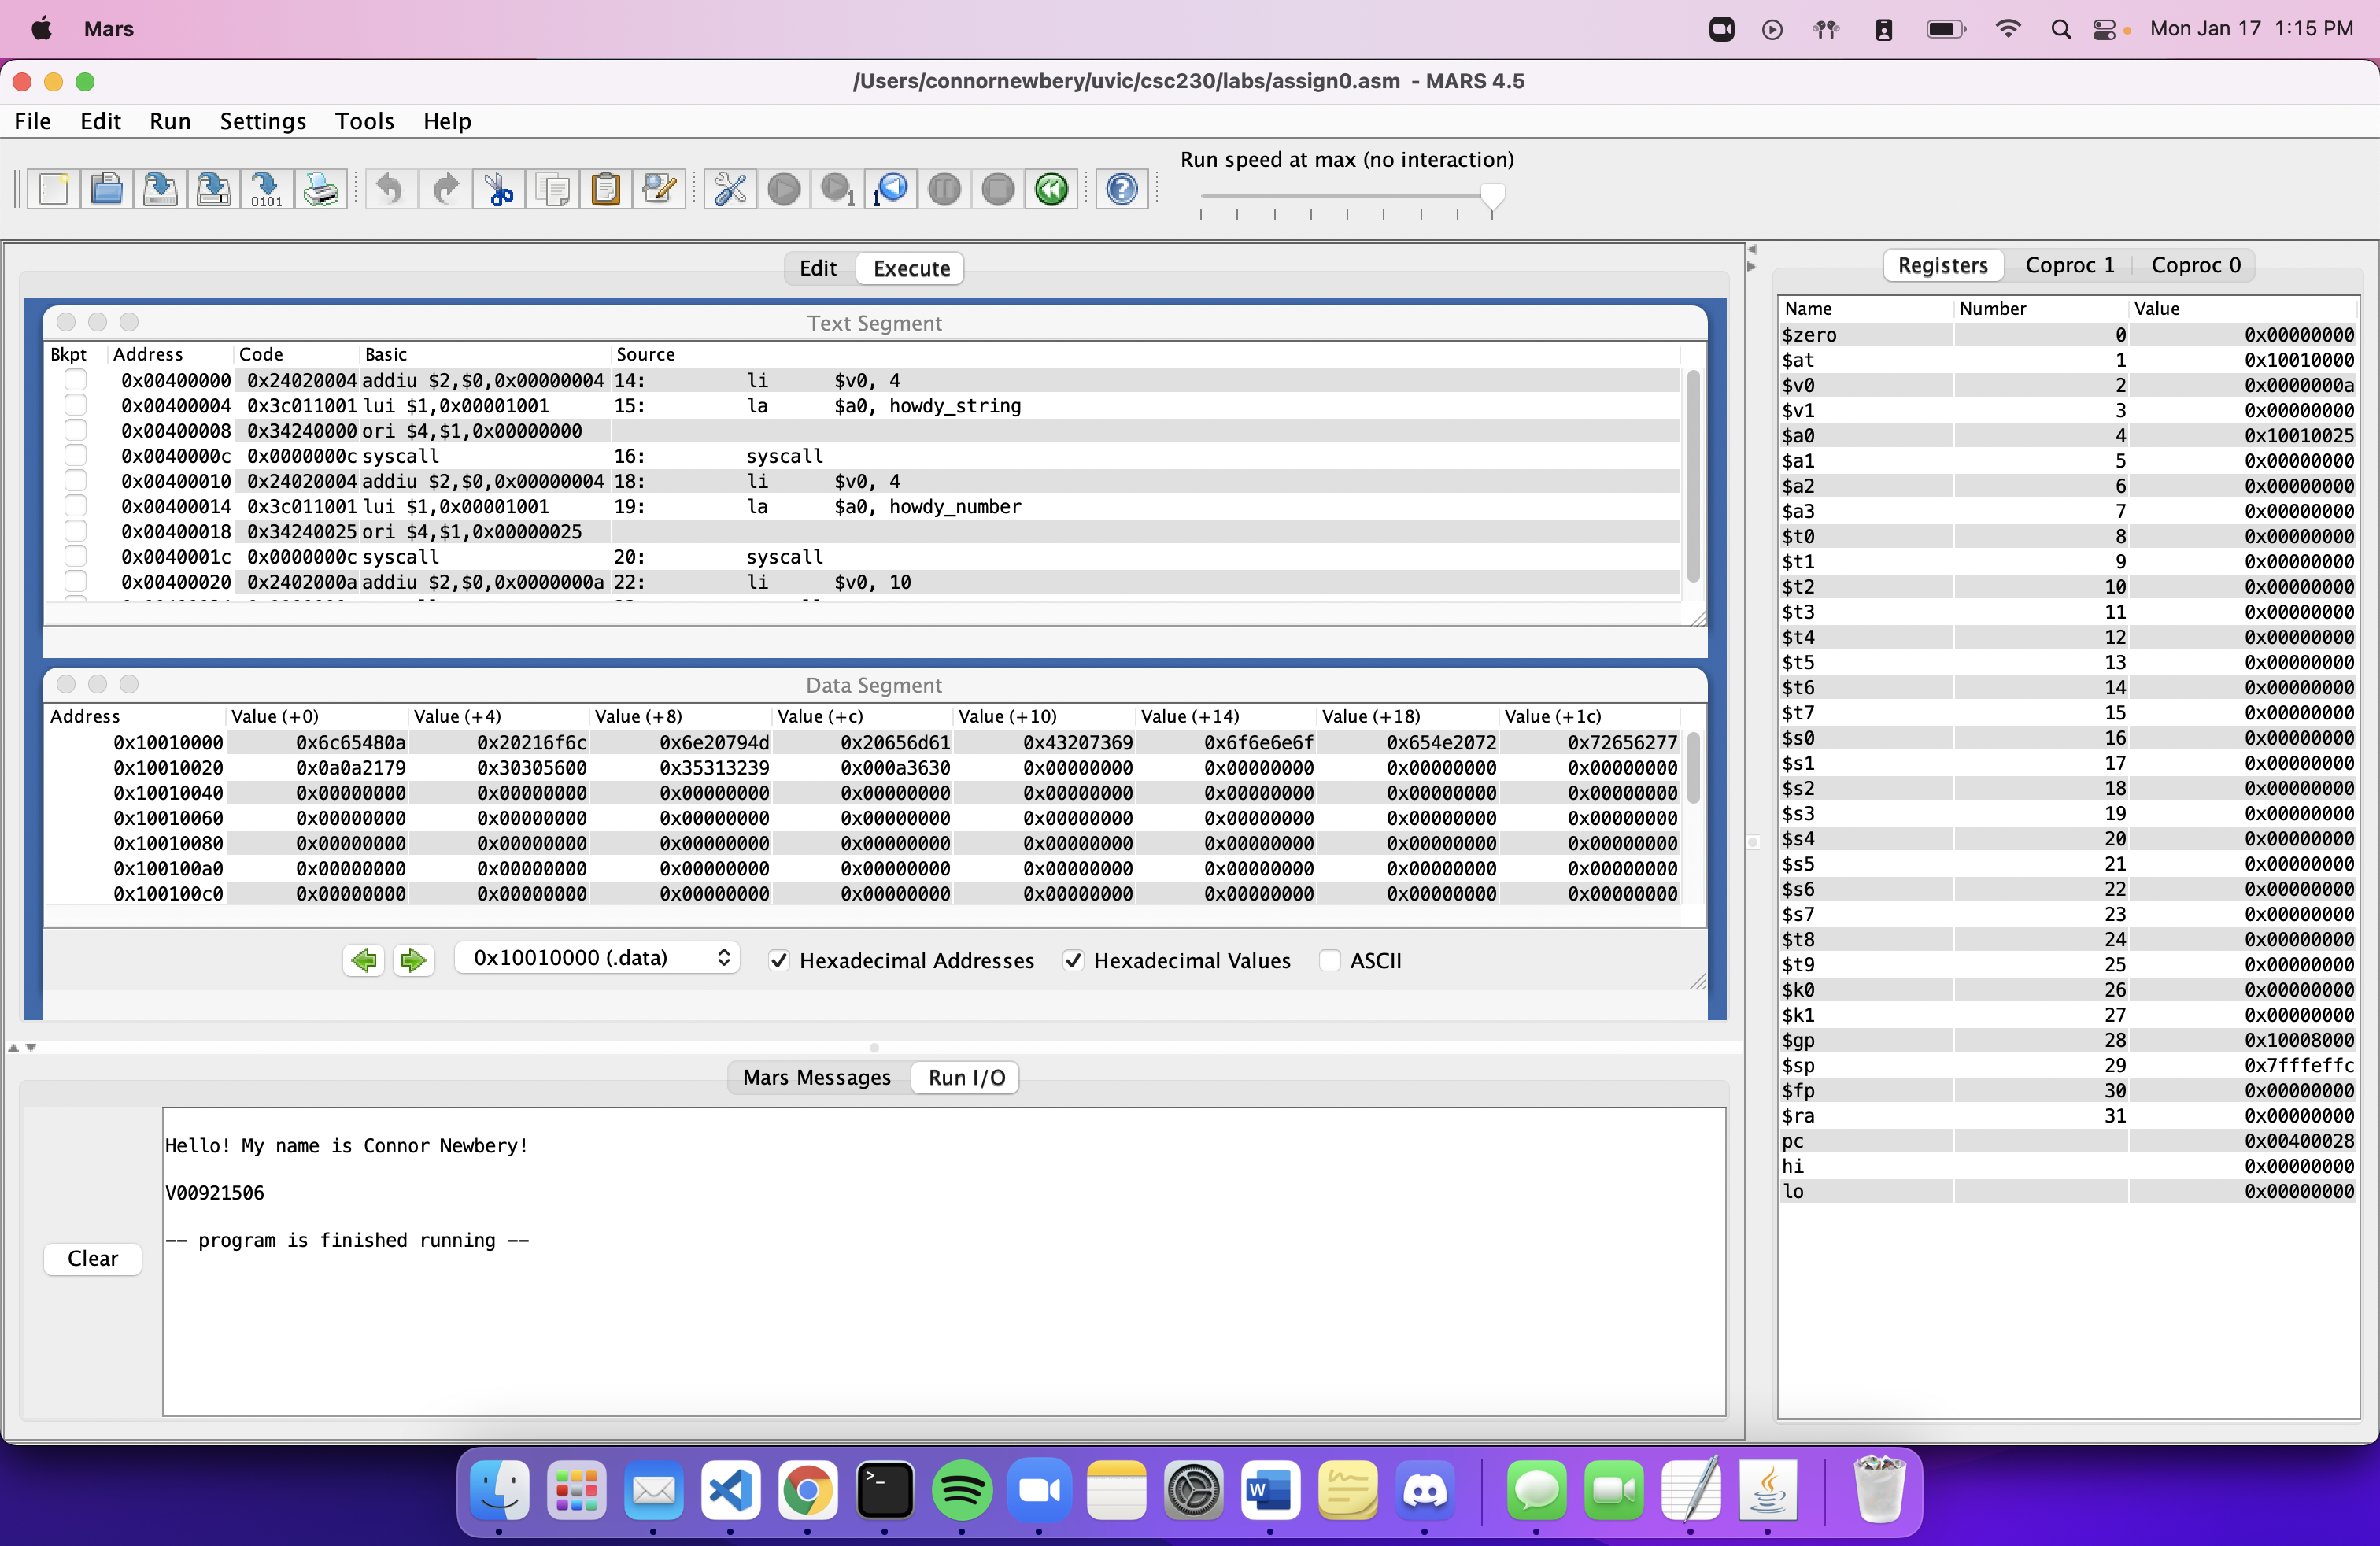 Mars
Mon Jan 17 1:15 PM
/Users/connornewbery/uvic/csc230/labs/assign0.asm - MARS 4.5
File Edit Run Settings Tools Help
Run speed at max (no interaction)
0101
1
1
Edit Execute
Text Segment
Bkpt Address Code Basic Source
0x00400000 0x24020004 addiu $2,$0,0x00000004 14: li $v0, 4
0x00400004 0x3c011001 lui $1,0x00001001 15: la $a0, howdy_string
0x00400008 0x34240000 ori $4,$1,0x00000000
0x0040000c 0x0000000c syscall 16: syscall
0x00400010 0x24020004 addiu $2,$0,0x00000004 18: li $v0, 4
0x00400014 0x3c011001 lui $1,0x00001001 19: la $a0, howdy_number
0x00400018 0x34240025 ori $4,$1,0x00000025
0x0040001c 0x0000000c syscall 20: syscall
0x00400020 0x2402000a addiu $2,$0,0x0000000a 22: li $v0, 10
Data Segment
Address Value (+0) Value (+4) Value (+8) Value (+c) Value (+10) Value (+14) Value (+18) Value (+1c)
0x10010000 0x6c65480a 0x20216f6c 0x6e20794d 0x20656d61 0x43207369 0x6f6e6e6f 0x654e2072 0x72656277
0x10010020 0x0a0a2179 0x30305600 0x35313239 0x000a3630 0x00000000 0x00000000 0x00000000 0x00000000
0x10010040 0x00000000 0x00000000 0x00000000 0x00000000 0x00000000 0x00000000 0x00000000 0x00000000
0x10010060 0x00000000 0x00000000 0x00000000 0x00000000 0x00000000 0x00000000 0x00000000 0x00000000
0x10010080 0x00000000 0x00000000 0x00000000 0x00000000 0x00000000 0x00000000 0x00000000 0x00000000
0x100100a0 0x00000000 0x00000000 0x00000000 0x00000000 0x00000000 0x00000000 0x00000000 0x00000000
0x100100c0 0x00000000 0x00000000 0x00000000 0x00000000 0x00000000 0x00000000 0x00000000 0x00000000
0x10010000 (.data) Hexadecimal Addresses Hexadecimal Values ASCII
Mars Messages Run I/O
Hello! My name is Connor Newbery!
V00921506
-- program is finished running --
Clear
Registers Coproc 1 Coproc 0
Name Number Value
$zero 0 0x00000000
$at 1 0x10010000
$v0 2 0x0000000a
$v1 3 0x00000000
$a0 4 0x10010025
$a1 5 0x00000000
$a2 6 0x00000000
$a3 7 0x00000000
$t0 8 0x00000000
$t1 9 0x00000000
$t2 10 0x00000000
$t3 11 0x00000000
$t4 12 0x00000000
$t5 13 0x00000000
$t6 14 0x00000000
$t7 15 0x00000000
$s0 16 0x00000000
$s1 17 0x00000000
$s2 18 0x00000000
$s3 19 0x00000000
$s4 20 0x00000000
$s5 21 0x00000000
$s6 22 0x00000000
$s7 23 0x00000000
$t8 24 0x00000000
$t9 25 0x00000000
$k0 26 0x00000000
$k1 27 0x00000000
$gp 28 0x10008000
$sp 29 0x7fffeffc
$fp 30 0x00000000
$ra 31 0x00000000
pc 0x00400028
hi 0x00000000
lo 0x00000000